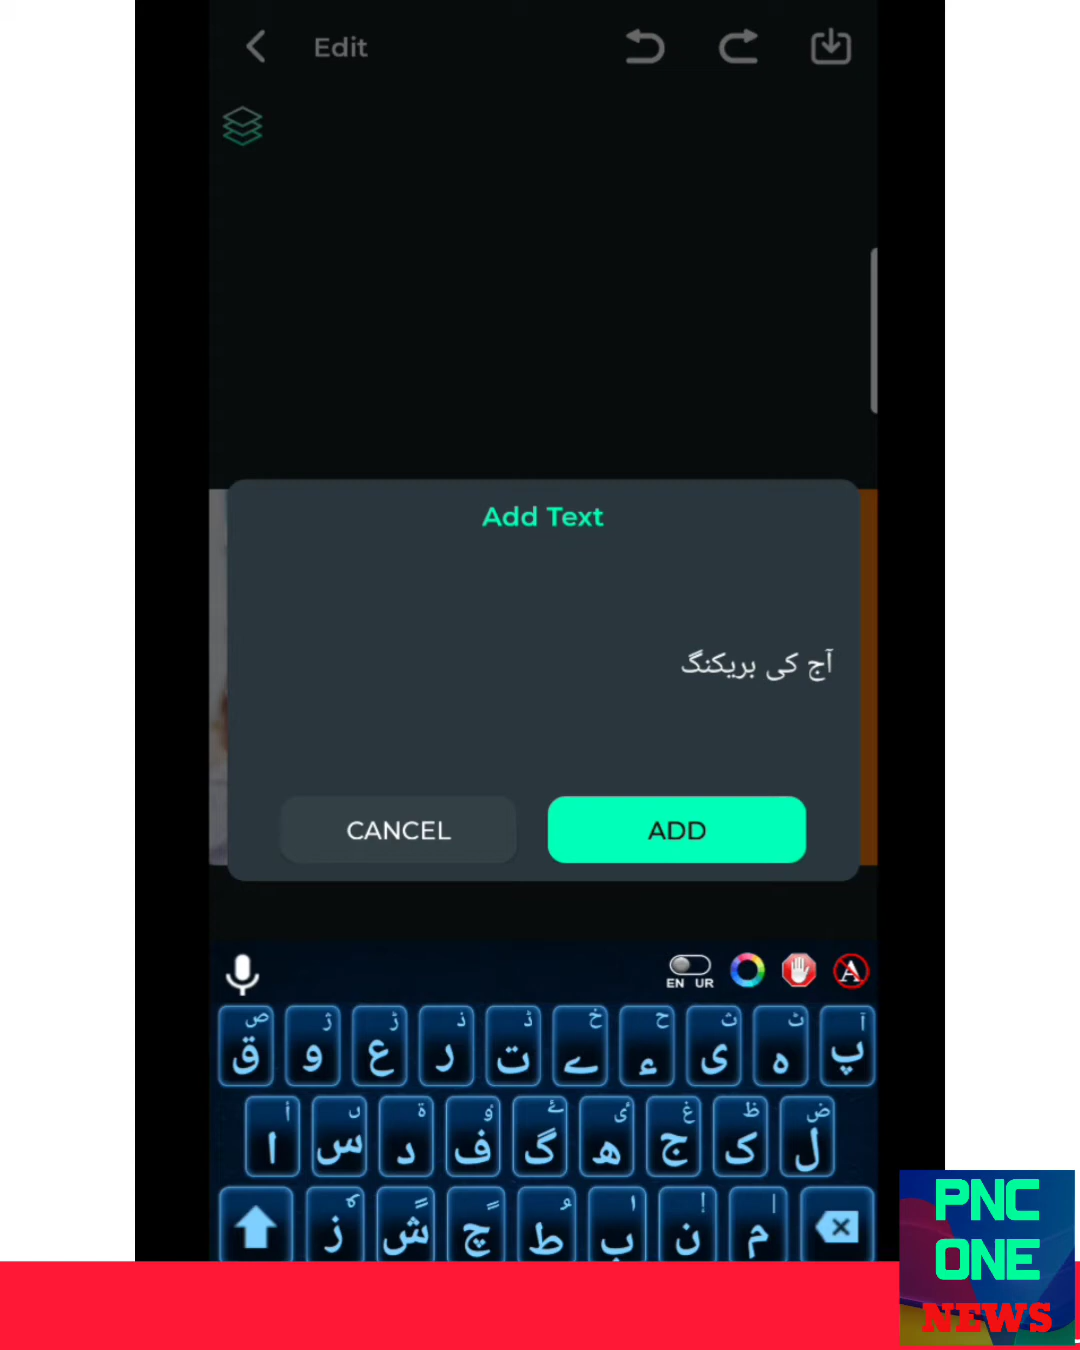 Edit
Add Text
آج کی بریکنگ
CANCEL
ADD
EN UR
ص ژ ڑ ذ ڈ خ ح ث ٹ آ
ق و ع ر ت ے ء ی ہ پ
أ ں ة ؤ ۓ ئ غ ظ ض
ا س د ف گ ھ ج ک ل
ز ش چ ط ب ن م
PNC
ONE
NEWS